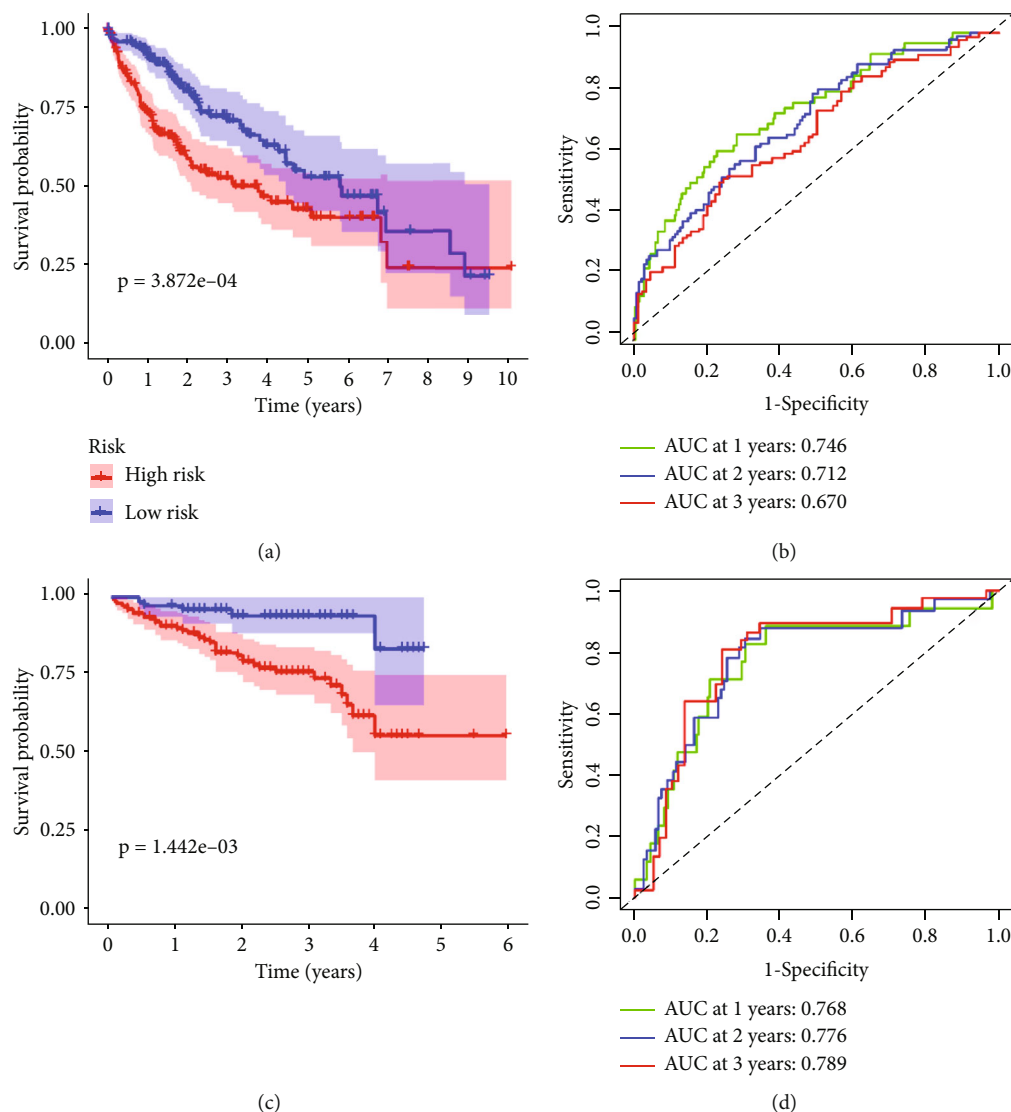 1.00
0.75
0.50
0.25
0.00
Survival probability
p = 3.872e–04
0 1 2 3 4 5 6 7 8 9 10
Time (years)
Risk
High risk
Low risk
(a)
1.0
0.8
0.6
0.4
0.2
0.0
Sensitivity
0.0 0.2 0.4 0.6 0.8 1.0
1-Specificity
AUC at 1 years: 0.746
AUC at 2 years: 0.712
AUC at 3 years: 0.670
(b)
1.00
0.75
0.50
0.25
0.00
Survival probability
p = 1.442e–03
0 1 2 3 4 5 6
Time (years)
(c)
1.0
0.8
0.6
0.4
0.2
0.0
Sensitivity
0.0 0.2 0.4 0.6 0.8 1.0
1-Specificity
AUC at 1 years: 0.768
AUC at 2 years: 0.776
AUC at 3 years: 0.789
(d)